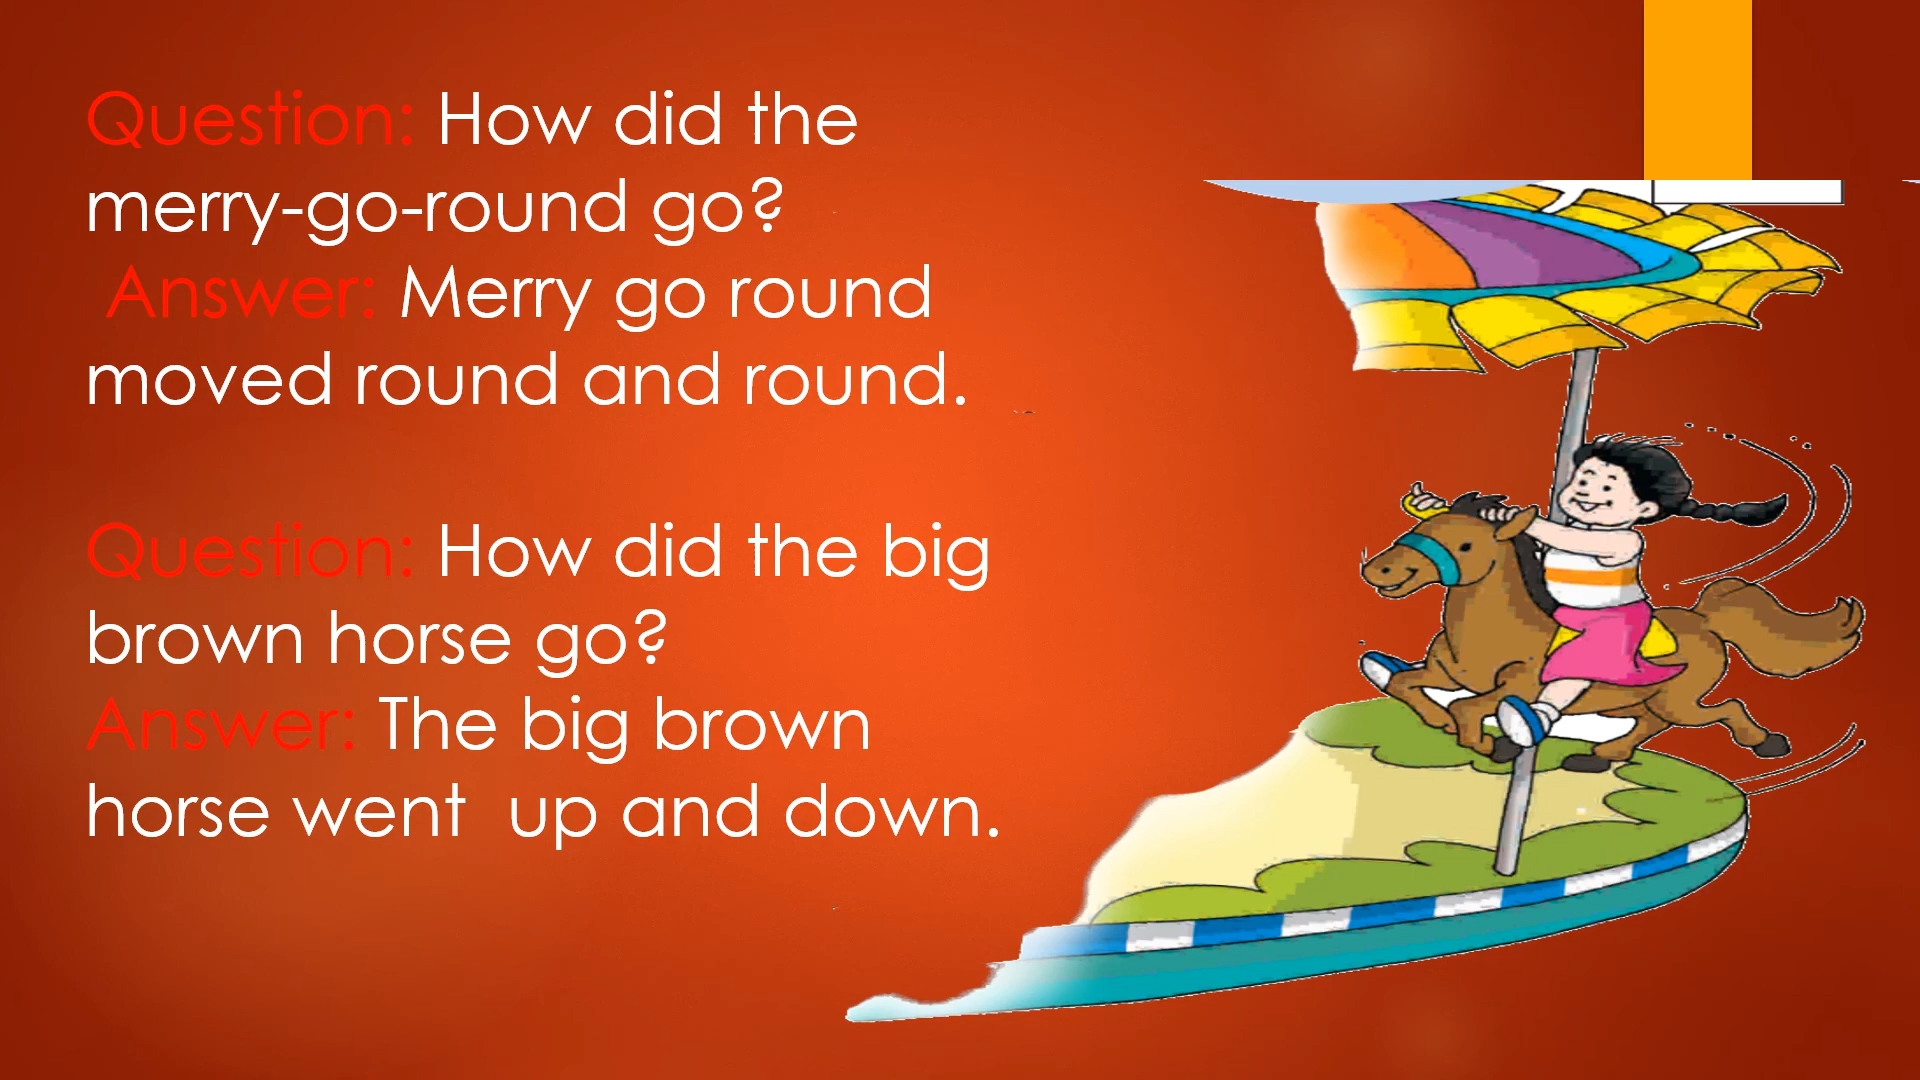 Question: How did the
merry-go-round go?
Answer: Merry go round
moved round and round.
Question: How did the big
brown horse go?
Answer: The big brown
horse went  up and down.